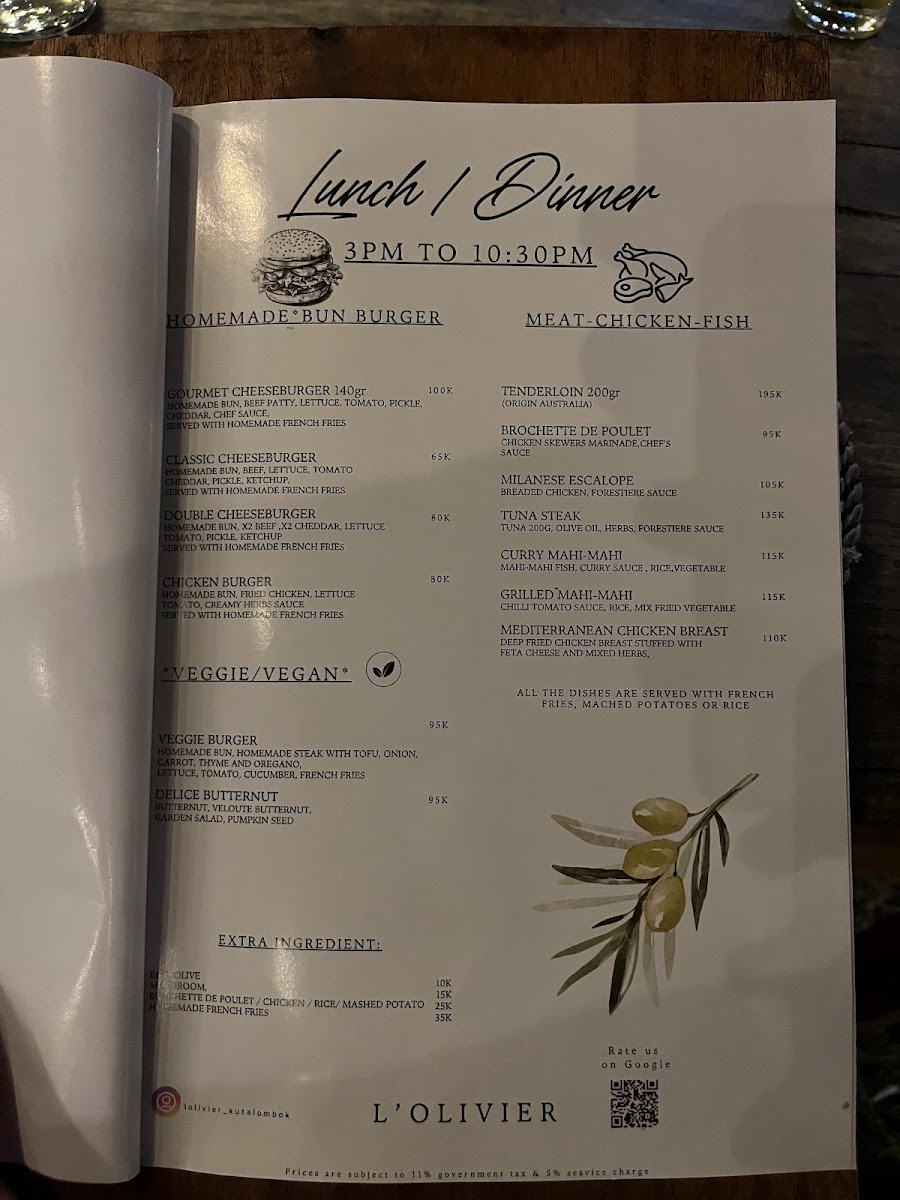 Lunch / Dinner
3PM TO 10:30PM
HOMEMADE*BUN BURGER
GOURMET CHEESEBURGER 140gr 100K
HOMEMADE BUN, BEEF PATTY, LETTUCE, TOMATO, PICKLE,
CHEDDAR, CHEF SAUCE,
SERVED WITH HOMEMADE FRENCH FRIES
CLASSIC CHEESEBURGER 65K
HOMEMADE BUN, BEEF, LETTUCE, TOMATO
CHEDDAR, PICKLE, KETCHUP,
SERVED WITH HOMEMADE FRENCH FRIES
DOUBLE CHEESEBURGER 80K
HOMEMADE BUN, X2 BEEF ,X2 CHEDDAR, LETTUCE
TOMATO, PICKLE, KETCHUP
SERVED WITH HOMEMADE FRENCH FRIES
CHICKEN BURGER 80K
HOMEMADE BUN, FRIED CHICKEN, LETTUCE
TOMATO, CREAMY HERBS SAUCE
SERVED WITH HOMEMADE FRENCH FRIES
*VEGGIE/VEGAN*
95K
VEGGIE BURGER
HOMEMADE BUN, HOMEMADE STEAK WITH TOFU, ONION,
CARROT, THYME AND OREGANO,
LETTUCE, TOMATO, CUCUMBER, FRENCH FRIES
DELICE BUTTERNUT 95K
BUTTERNUT, VELOUTE BUTTERNUT,
GARDEN SALAD, PUMPKIN SEED
EXTRA INGREDIENT:
OLIVE 10K
15K
BROCHETTE DE POULET / CHICKEN / RICE/ MASHED POTATO 25K
HOMEMADE FRENCH FRIES 35K
MEAT-CHICKEN-FISH
TENDERLOIN 200gr 195K
(ORIGIN AUSTRALIA)
BROCHETTE DE POULET 95K
CHICKEN SKEWERS MARINADE,CHEF'S
SAUCE
MILANESE ESCALOPE 105K
BREADED CHICKEN, FORESTIERE SAUCE
TUNA STEAK 135K
TUNA 200G, OLIVE OIL, HERBS, FORESTIERE SAUCE
CURRY MAHI-MAHI 115K
MAHI-MAHI FISH, CURRY SAUCE , RICE,VEGETABLE
GRILLED MAHI-MAHI 115K
CHILLI TOMATO SAUCE, RICE, MIX FRIED VEGETABLE
MEDITERRANEAN CHICKEN BREAST 110K
DEEP FRIED CHICKEN BREAST STUFFED WITH
FETA CHEESE AND MIXED HERBS,
ALL THE DISHES ARE SERVED WITH FRENCH
FRIES, MACHED POTATOES OR RICE
Rate us
on Google
lolivier_kutalombok
L'OLIVIER
Prices are subject to 11% government tax & 5% service charge